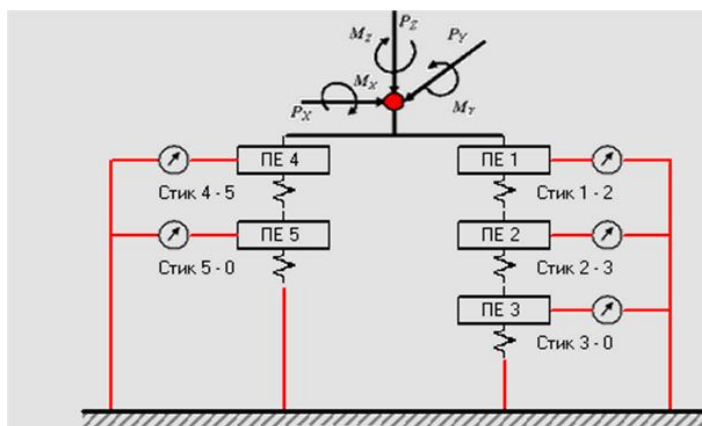 M_Z P_Z P_Y
M_X
P_X M_Y
ПЕ 4 ПЕ 1
Стик 4 - 5 Стик 1 - 2
ПЕ 5 ПЕ 2
Стик 5 - 0 Стик 2 - 3
ПЕ 3
Стик 3 - 0